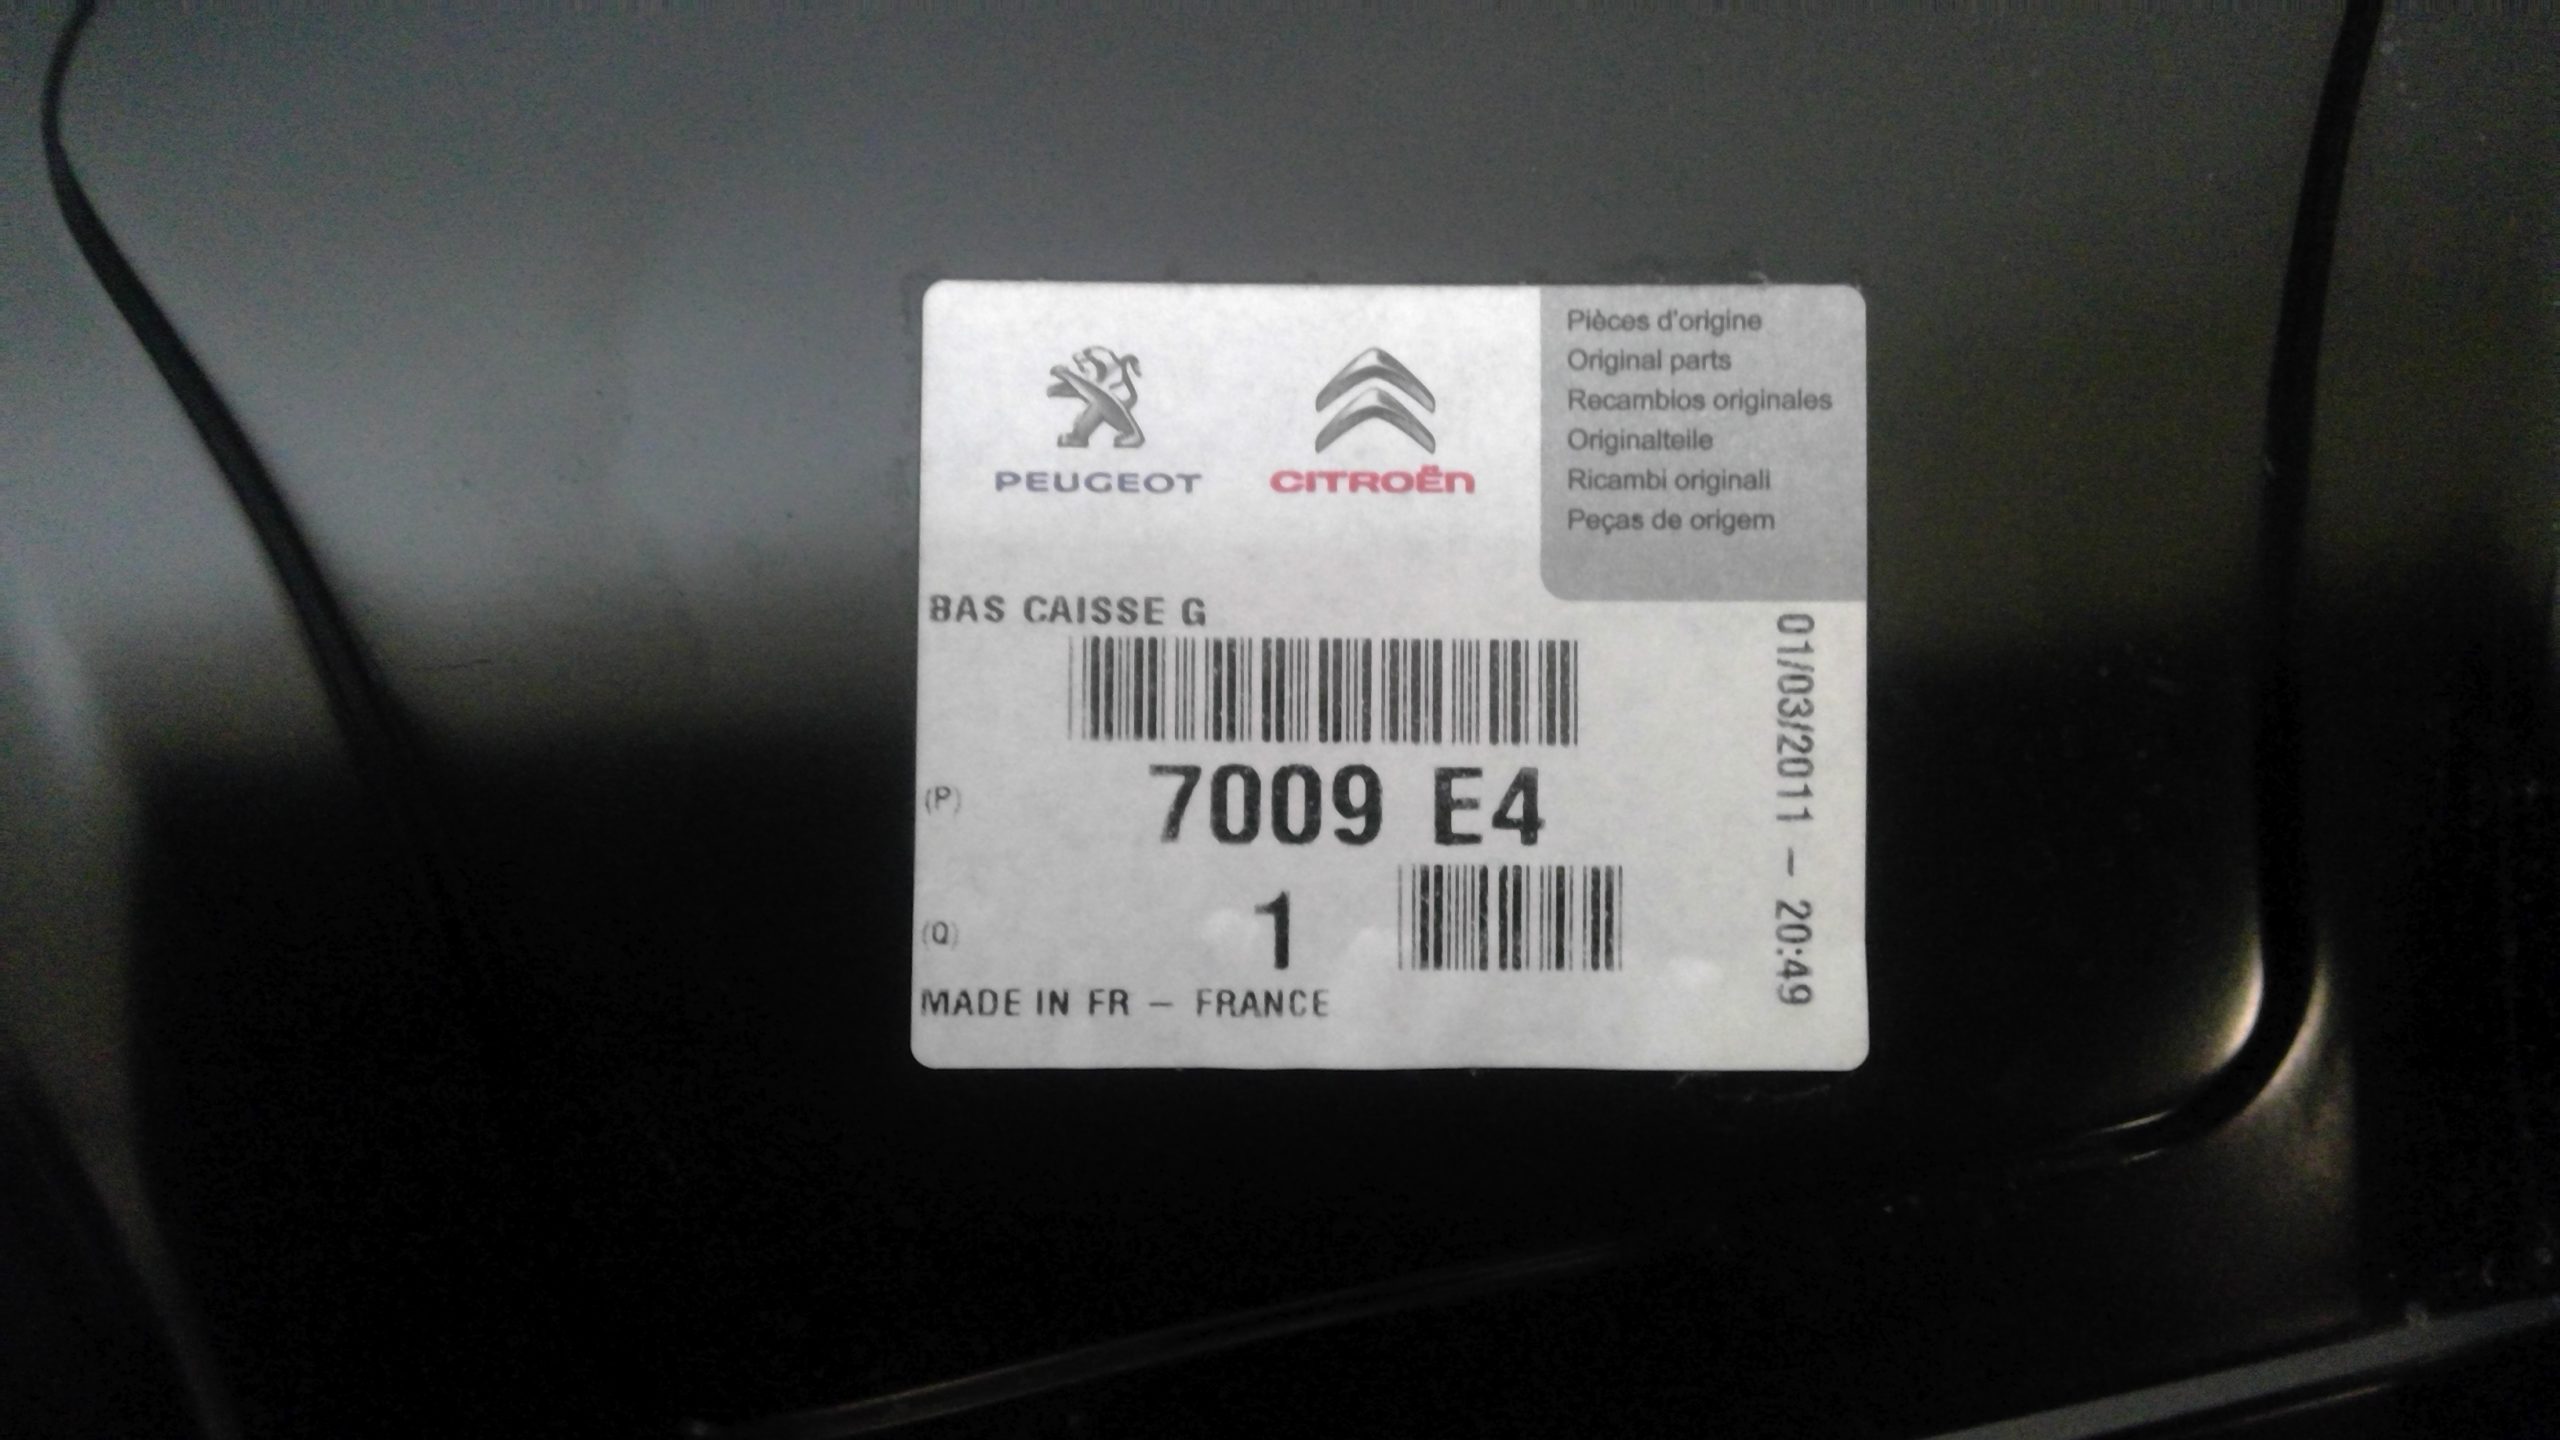 PEUGEOT
CITROËN
Pièces d'origine
Original parts
Recambios originales
Originalteile
Ricambi originali
Peças de origem
BAS CAISSE G
(P) 7009 E4
(Q) 1
MADE IN FR – FRANCE
01/03/2011 – 20:49